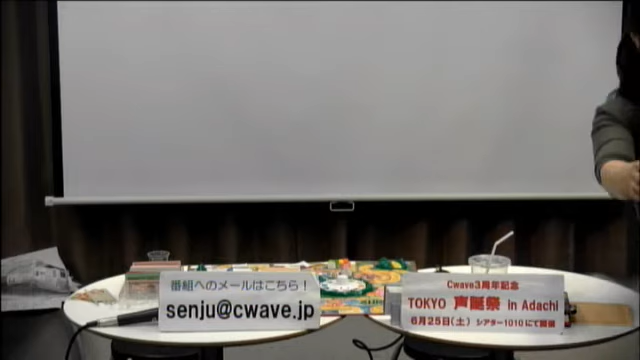 番組へのメールはこちら！
senju@cwave.jp
Cwave3周年記念
TOKYO 声誕祭 in Adachi
6月25日(土) シアター1010にて開催